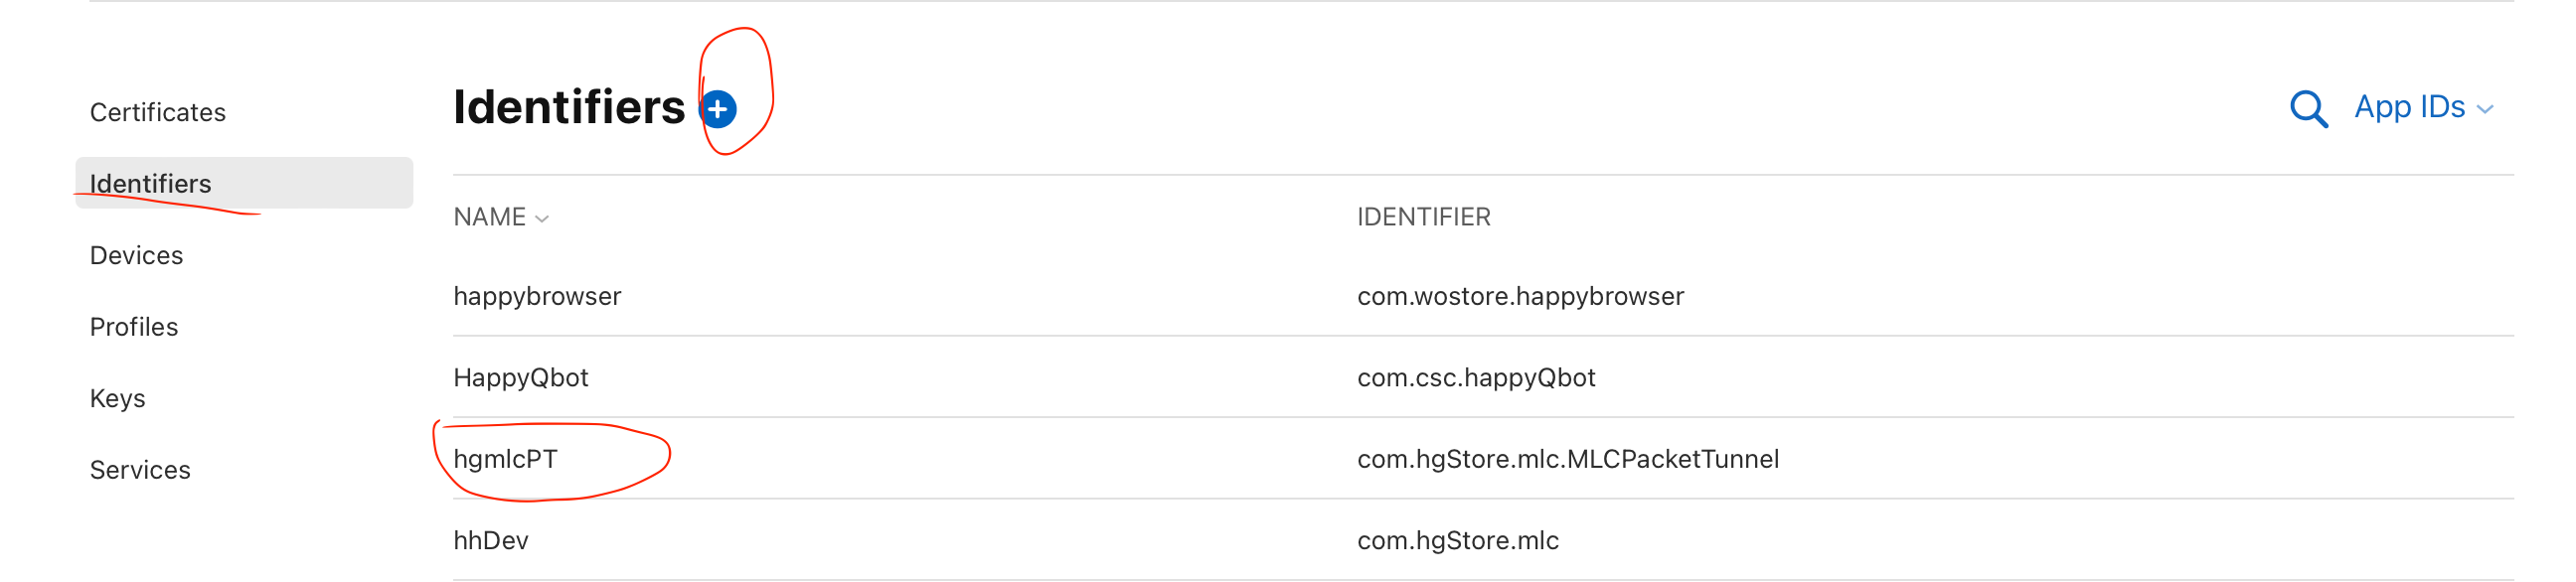 Certificates
Identifiers
Devices
Profiles
Keys
Services
Identifiers
App IDs
NAME IDENTIFIER
happybrowser com.wostore.happybrowser
HappyQbot com.csc.happyQbot
hgmlcPT com.hgStore.mlc.MLCPacketTunnel
hhDev com.hgStore.mlc